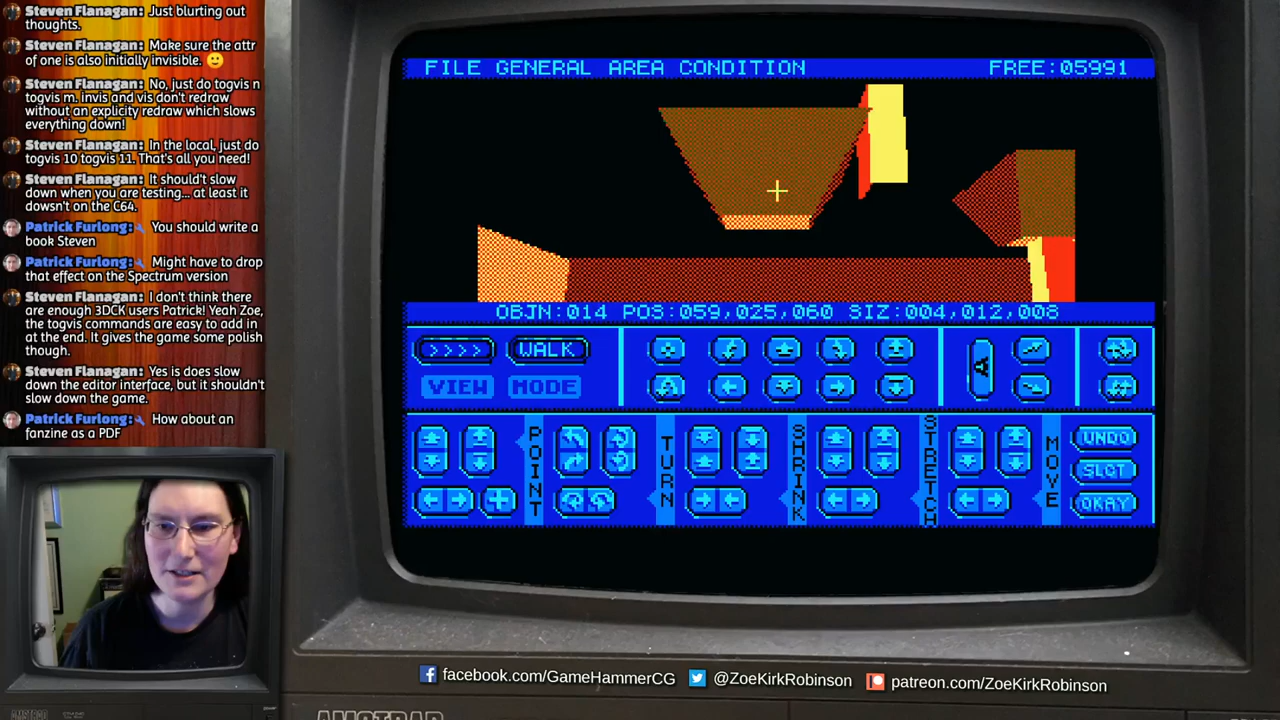 Steven Flanagan: Just blurting out
thoughts.
Steven Flanagan: Make sure the attr
of one is also initially invisible. 🙂
Steven Flanagan: No, just do togvis n
togvis m. invis and vis don't redraw
without an explicity redraw which slows
everything down!
Steven Flanagan: In the local, just do
togvis 10 togvis 11. That's all you need!
Steven Flanagan: It should't slow
down when you are testing... at least it
dowsn't on the C64.
Patrick Furlong: You should write a
book Steven
Patrick Furlong: Might have to drop
that effect on the Spectrum version
Steven Flanagan: I don't think there
are enough 3DCK users Patrick! Yeah Zoe,
the togvis commands are easy to add in
at the end. It gives the game some polish
though.
Steven Flanagan: Yes is does slow
down the editor interface, but it shouldn't
slow down the game.
Patrick Furlong: How about an
fanzine as a PDF
FILE GENERAL AREA CONDITION FREE:05991
OBJN:014 POS:059,025,060 SIZ:004,012,008
>>>> WALK
VIEW MODE
A
POINT
TURN
SHRINK
STRETCH
MOVE
UNDO
SLOT
OKAY
facebook.com/GameHammerCG @ZoeKirkRobinson patreon.com/ZoeKirkRobinson
AMSTRAD